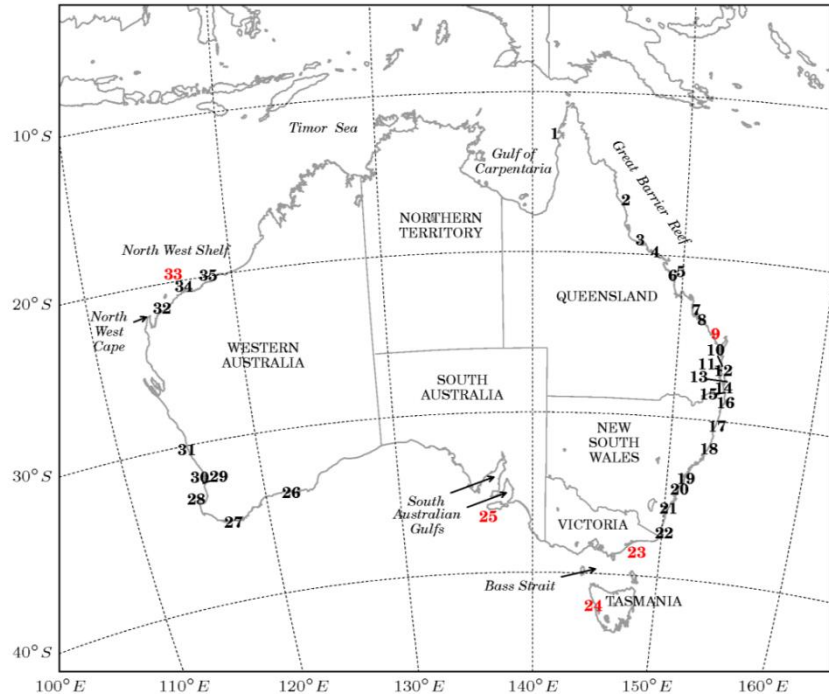 Timor Sea
1
Great Barrier Reef
10°S
Gulf of
Carpentaria
2
NORTHERN
TERRITORY
3
4
North West Shelf
33
35
34
6
5
20°S
32
North
West
Cape
QUEENSLAND
7
8
9
WESTERN
AUSTRALIA
10
11
12
13
SOUTH
AUSTRALIA
14
15
16
17
NEW
SOUTH
WALES
18
31
30
29
19
30°S
28
26
20
South
Australian
Gulfs
27
25
21
VICTORIA
22
23
Bass Strait
24
TASMANIA
40°S
100°E
110°E
120°E
130°E
140°E
150°E
160°E